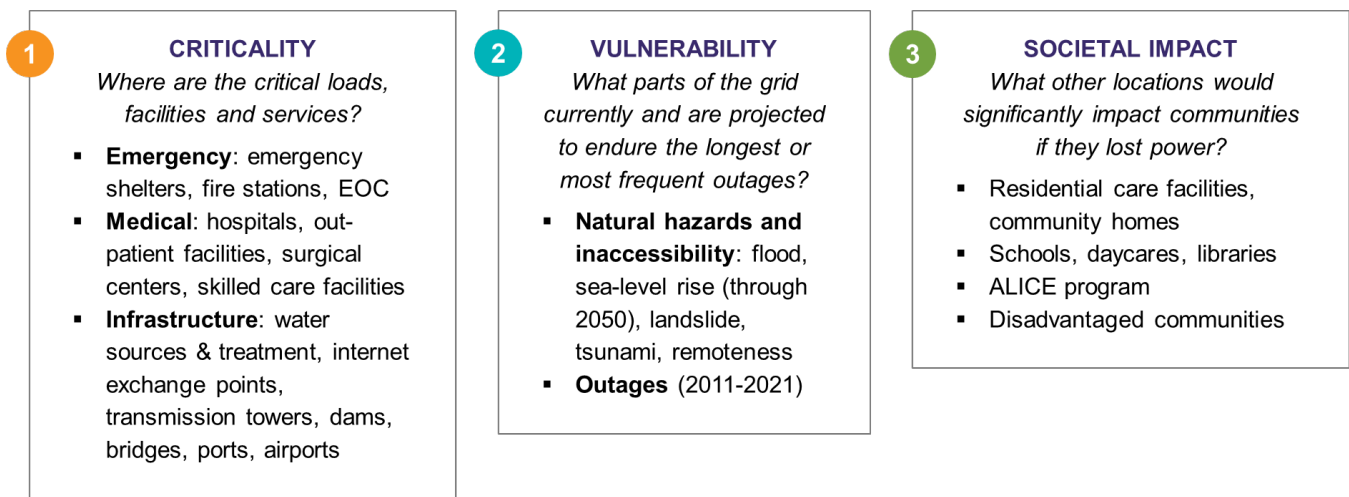 1
CRITICALITY
Where are the critical loads,
facilities and services?
▪ Emergency: emergency
shelters, fire stations, EOC
▪ Medical: hospitals, out-
patient facilities, surgical
centers, skilled care facilities
▪ Infrastructure: water
sources & treatment, internet
exchange points,
transmission towers, dams,
bridges, ports, airports
2
VULNERABILITY
What parts of the grid
currently and are projected
to endure the longest or
most frequent outages?
▪ Natural hazards and
inaccessibility: flood,
sea-level rise (through
2050), landslide,
tsunami, remoteness
▪ Outages (2011-2021)
3
SOCIETAL IMPACT
What other locations would
significantly impact communities
if they lost power?
▪ Residential care facilities,
community homes
▪ Schools, daycares, libraries
▪ ALICE program
▪ Disadvantaged communities